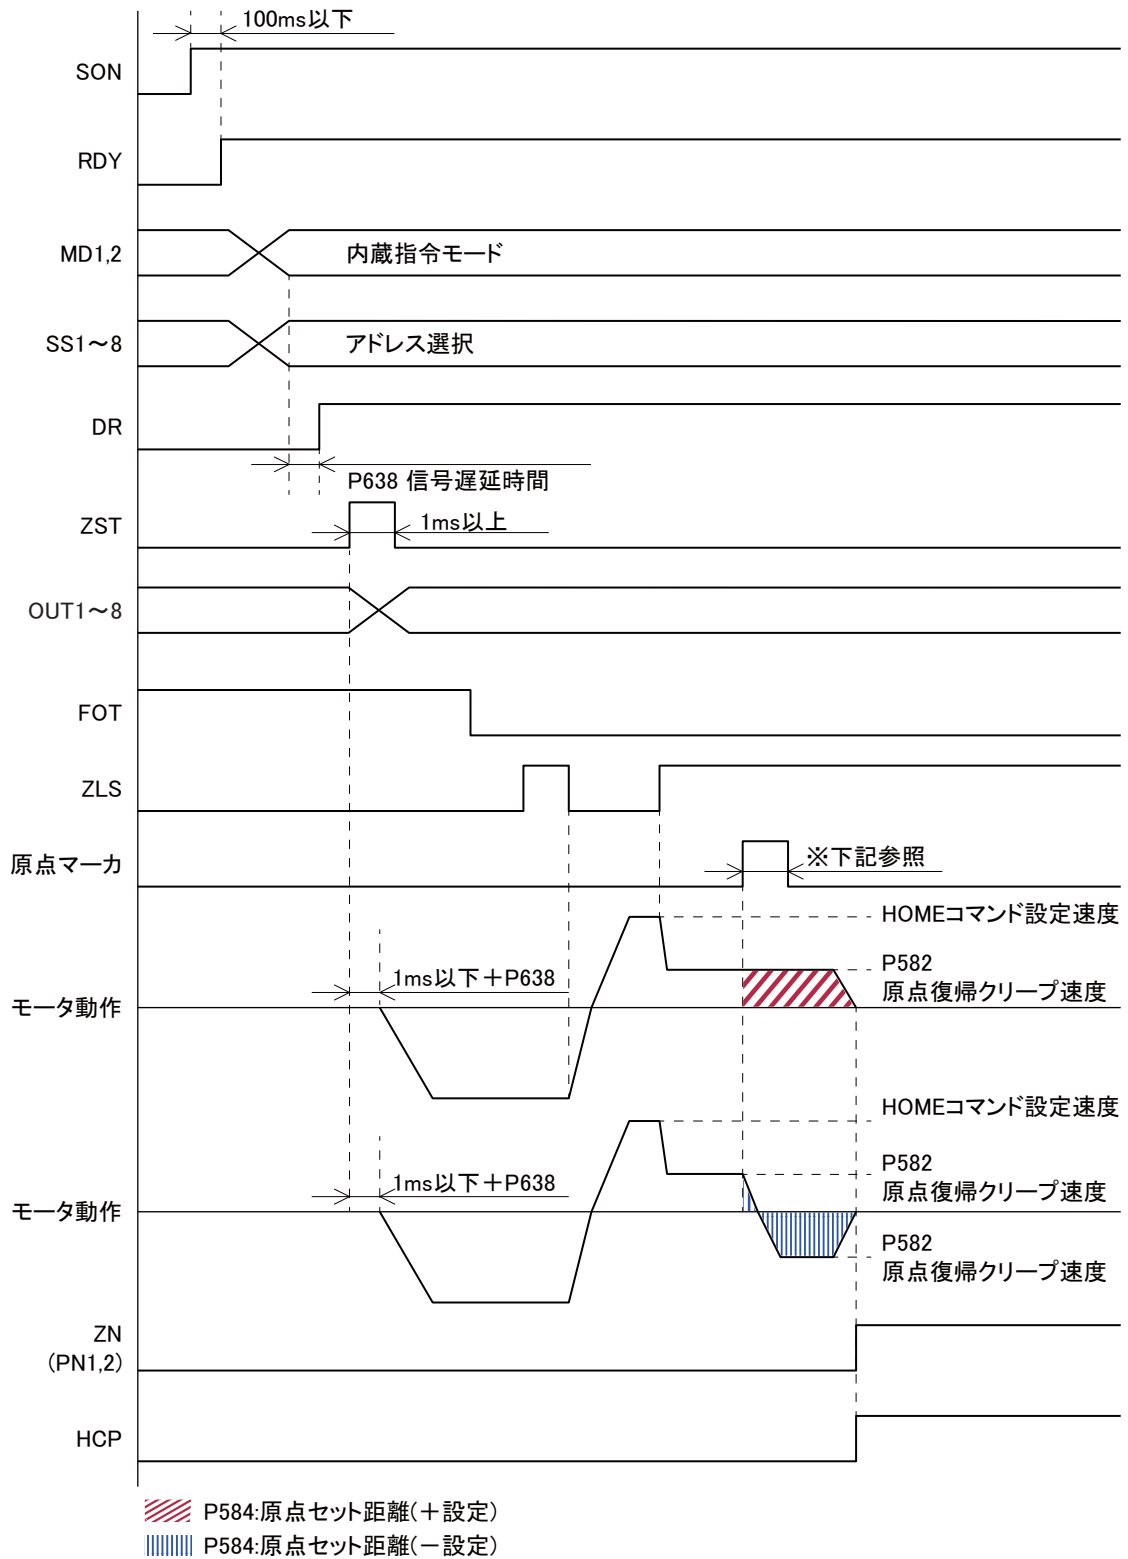 100ms以下
SON
RDY
MD1,2
内蔵指令モード
SS1～8
アドレス選択
DR
P638 信号遅延時間
ZST
1ms以上
OUT1～8
FOT
ZLS
原点マーカ
※下記参照
HOMEコマンド設定速度
P582
原点復帰クリープ速度
1ms以下＋P638
モータ動作
HOMEコマンド設定速度
P582
原点復帰クリープ速度
1ms以下＋P638
モータ動作
P582
原点復帰クリープ速度
ZN
(PN1,2)
HCP
P584:原点セット距離(＋設定)
P584:原点セット距離(－設定)